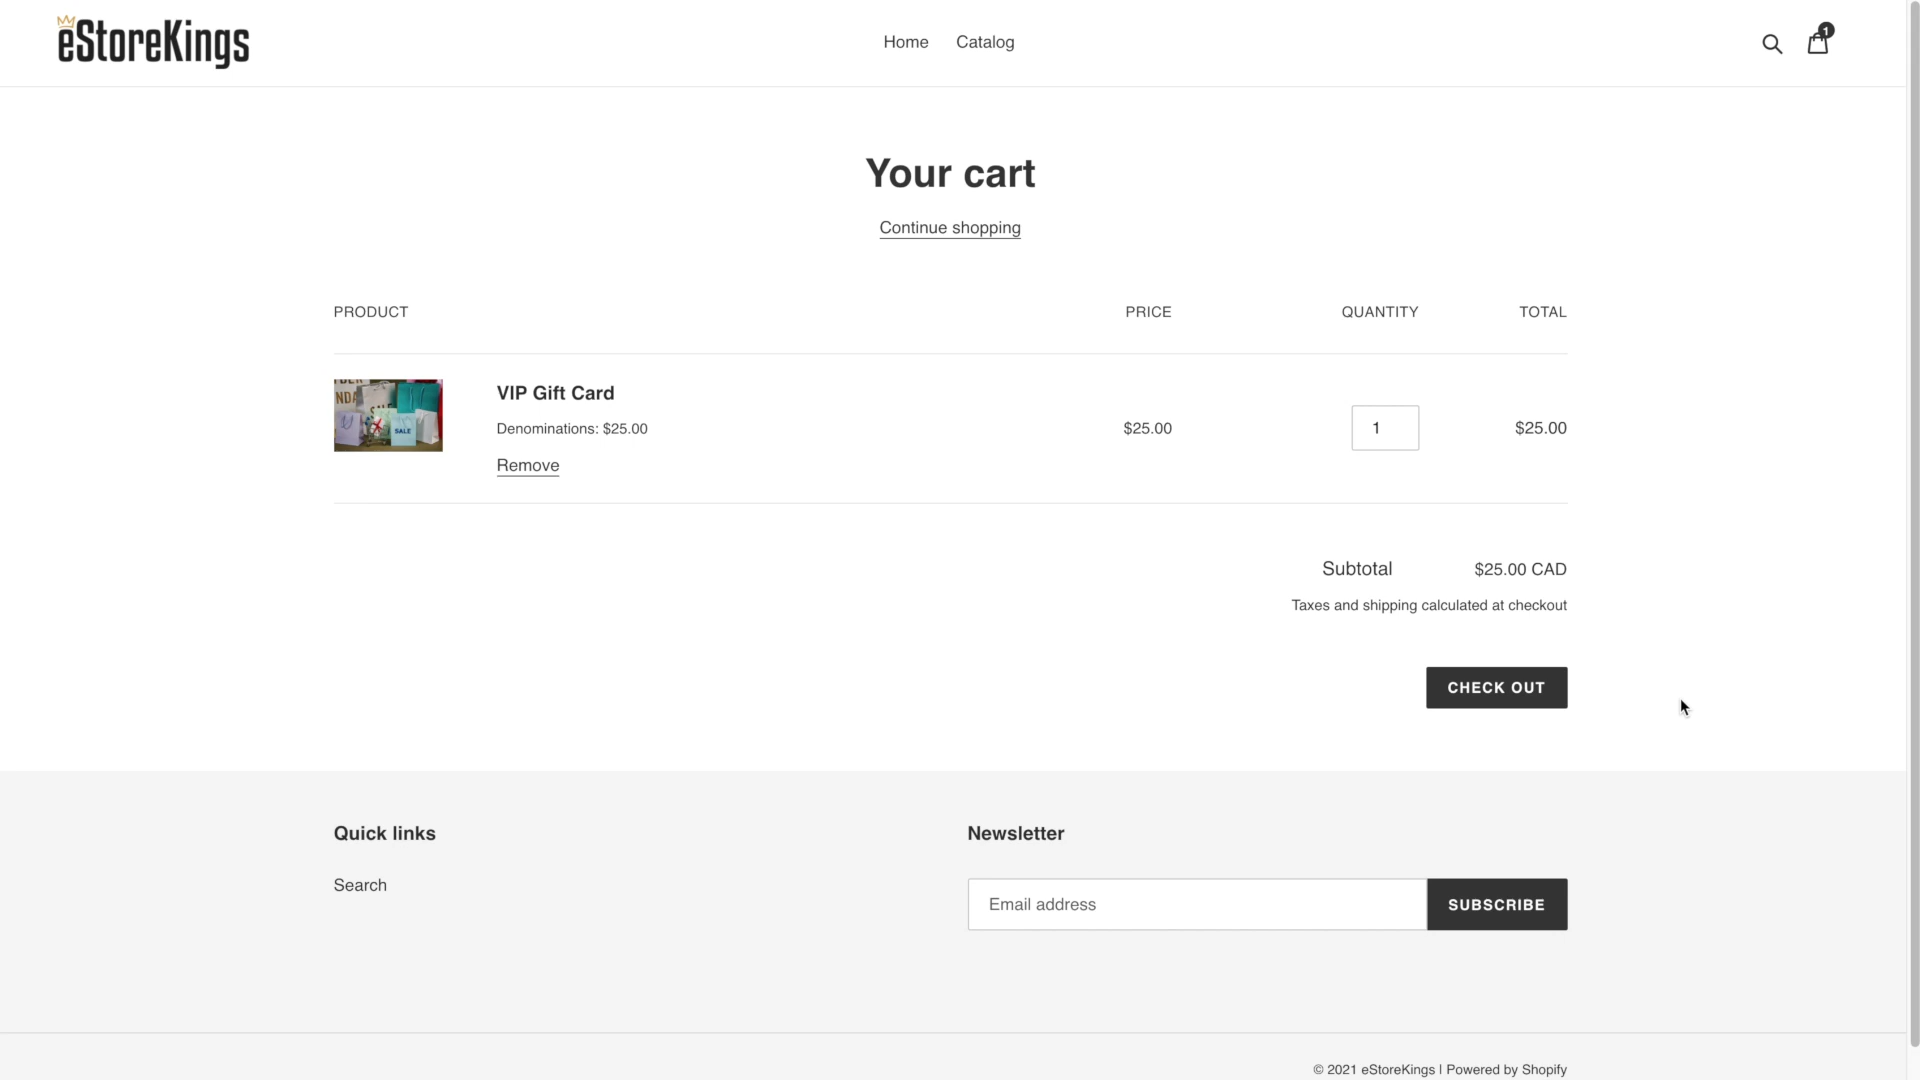 eStoreKings
Home Catalog
1
Your cart
Continue shopping
PRODUCT PRICE QUANTITY TOTAL
VIP Gift Card
Denominations: $25.00
Remove
$25.00 1 $25.00
SALE
Subtotal $25.00 CAD
Taxes and shipping calculated at checkout
CHECK OUT
Quick links
Search
Newsletter
Email address SUBSCRIBE
© 2021 eStoreKings | Powered by Shopify